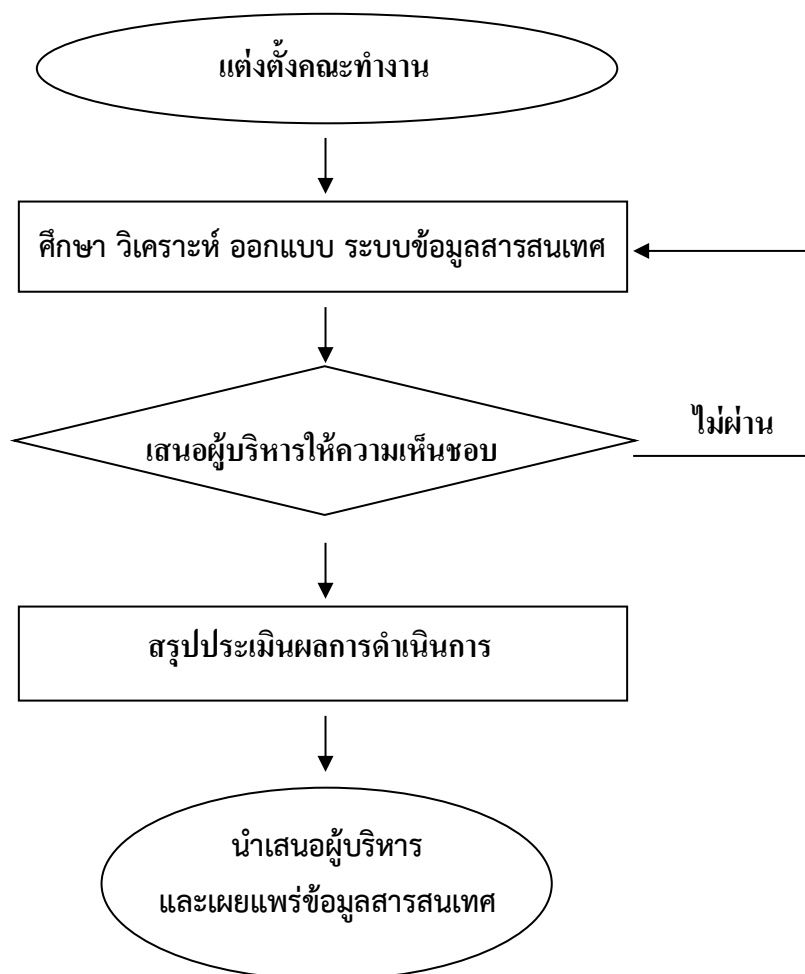 แต่งตั้งคณะทำงาน
ศึกษา วิเคราะห์ ออกแบบ ระบบข้อมูลสารสนเทศ
เสนอผู้บริหารให้ความเห็นชอบ
ไม่ผ่าน
สรุปประเมินผลการดำเนินการ
นำเสนอผู้บริหาร
และเผยแพร่ข้อมูลสารสนเทศ